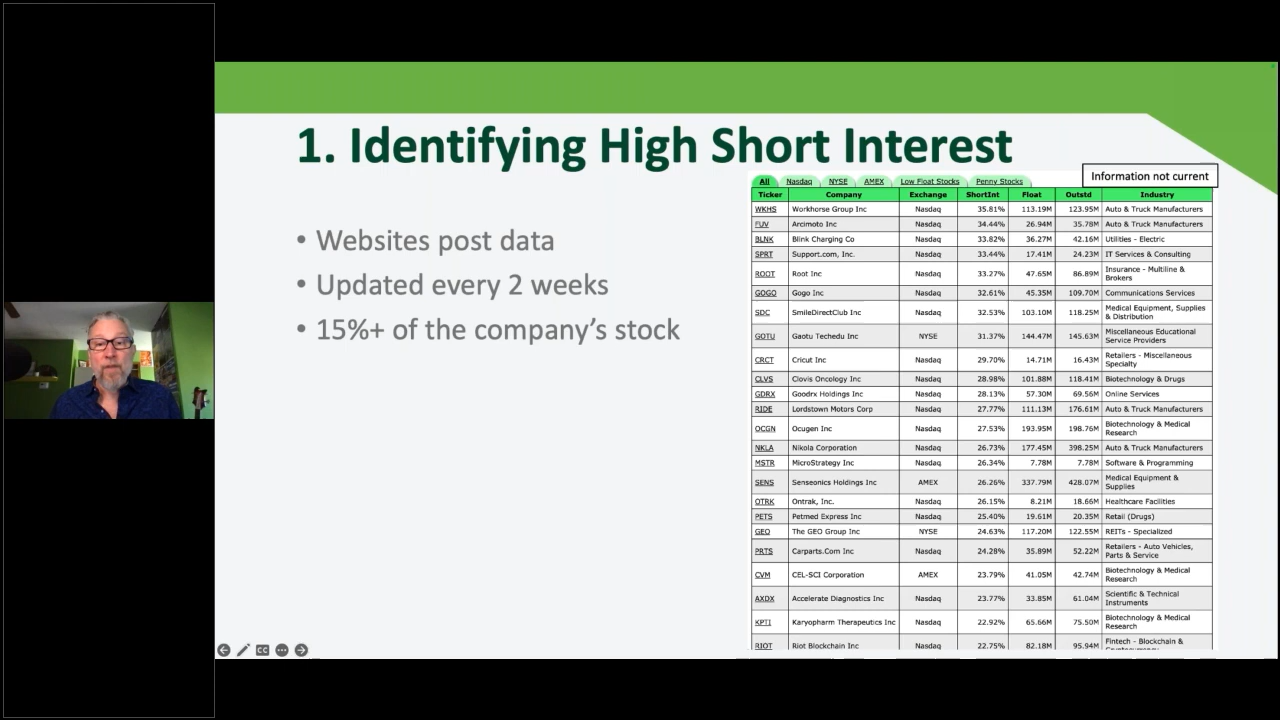 1. Identifying High Short Interest
Information not current
• Websites post data
• Updated every 2 weeks
• 15%+ of the company's stock
All Nasdaq NYSE AMEX Low Float Stocks Penny Stocks
Ticker Company Exchange ShortInt Float Outstd Industry
WKHS Workhorse Group Inc Nasdaq 35.81% 113.19M 123.95M Auto & Truck Manufacturers
FUV Arcimoto Inc Nasdaq 34.44% 26.94M 35.78M Auto & Truck Manufacturers
BLNK Blink Charging Co Nasdaq 33.82% 36.27M 42.16M Utilities - Electric
SPRT Support.com, Inc. Nasdaq 33.44% 17.41M 24.23M IT Services & Consulting
ROOT Root Inc Nasdaq 33.27% 47.65M 86.89M Insurance - Multiline &
Brokers
GOGO Gogo Inc Nasdaq 32.61% 45.35M 109.70M Communications Services
SDC SmileDirectClub Inc Nasdaq 32.53% 103.10M 118.25M Medical Equipment, Supplies
& Distribution
GOTU Gaotu Techedu Inc NYSE 31.37% 144.47M 145.63M Miscellaneous Educational
Service Providers
CRCT Cricut Inc Nasdaq 29.70% 14.71M 16.43M Retailers - Miscellaneous
Specialty
CLVS Clovis Oncology Inc Nasdaq 28.98% 101.88M 118.41M Biotechnology & Drugs
GDRX Goodrx Holdings Inc Nasdaq 28.13% 57.30M 69.56M Online Services
RIDE Lordstown Motors Corp Nasdaq 27.77% 111.13M 176.61M Auto & Truck Manufacturers
OCGN Ocugen Inc Nasdaq 27.53% 193.95M 198.76M Biotechnology & Medical
Research
NKLA Nikola Corporation Nasdaq 26.73% 177.45M 398.25M Auto & Truck Manufacturers
MSTR MicroStrategy Inc Nasdaq 26.34% 7.78M 7.78M Software & Programming
SENS Senseonics Holdings Inc AMEX 26.26% 337.79M 428.07M Medical Equipment &
Supplies
OTRK Ontrak, Inc. Nasdaq 26.15% 8.21M 18.66M Healthcare Facilities
PETS Petmed Express Inc Nasdaq 25.40% 19.61M 20.35M Retail (Drugs)
GEO The GEO Group Inc NYSE 24.63% 117.20M 122.55M REITs - Specialized
PRTS Carparts.Com Inc Nasdaq 24.28% 35.89M 52.22M Retailers - Auto Vehicles,
Parts & Service
CVM CEL-SCI Corporation AMEX 23.79% 41.05M 42.74M Biotechnology & Medical
Research
AXDX Accelerate Diagnostics Inc Nasdaq 23.77% 33.85M 61.04M Scientific & Technical
Instruments
KPTI Karyopharm Therapeutics Inc Nasdaq 22.92% 65.66M 75.50M Biotechnology & Medical
Research
RIOT Riot Blockchain Inc Nasdaq 22.75% 82.18M 95.94M Fintech - Blockchain &
CC